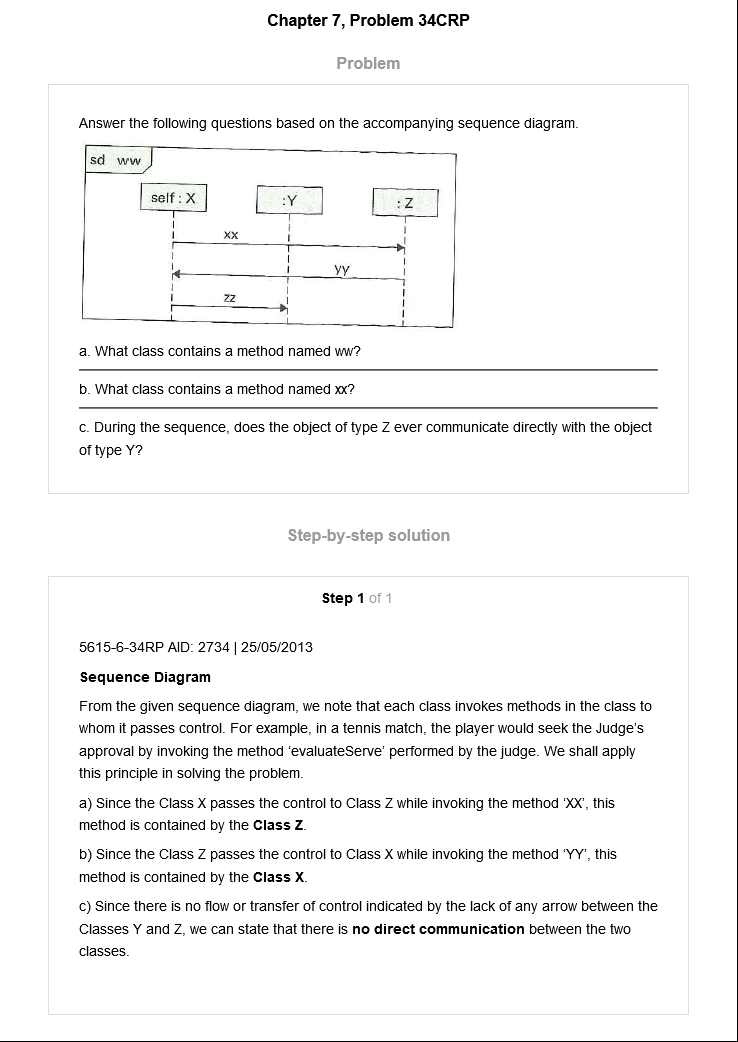 Chapter 7, Problem 34CRP
Problem
Answer the following questions based on the accompanying sequence diagram.
sd ww
self : X
:Y
: Z
xx
yy
zz
a. What class contains a method named ww?
b. What class contains a method named xx?
c. During the sequence, does the object of type Z ever communicate directly with the object
of type Y?
Step-by-step solution
Step 1 of 1
5615-6-34RP AID: 2734 | 25/05/2013
Sequence Diagram
From the given sequence diagram, we note that each class invokes methods in the class to
whom it passes control. For example, in a tennis match, the player would seek the Judge's
approval by invoking the method ‘evaluateServe’ performed by the judge. We shall apply
this principle in solving the problem.
a) Since the Class X passes the control to Class Z while invoking the method ‘XX’, this
method is contained by the Class Z.
b) Since the Class Z passes the control to Class X while invoking the method ‘YY’, this
method is contained by the Class X.
c) Since there is no flow or transfer of control indicated by the lack of any arrow between the
Classes Y and Z, we can state that there is no direct communication between the two
classes.